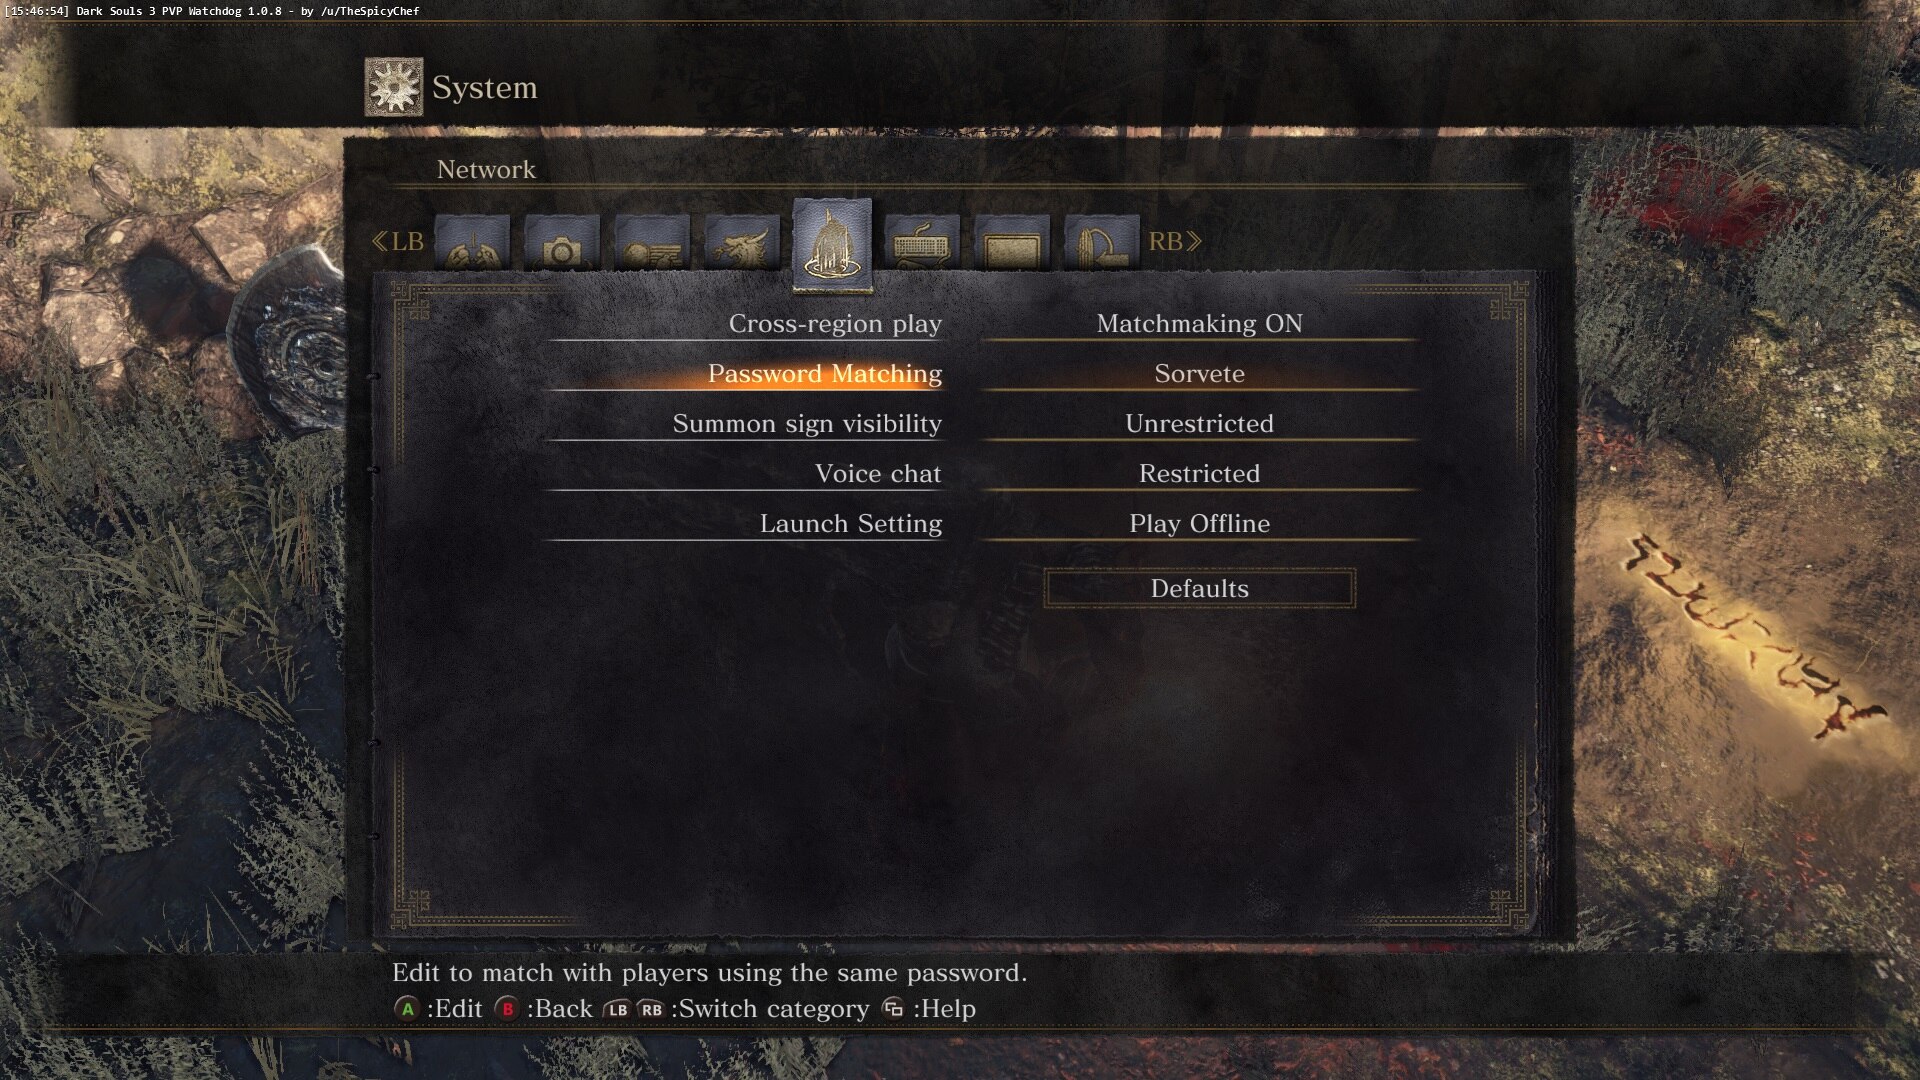 [15:46:54] Dark Souls 3 PVP Watchdog 1.0.8 - by /u/TheSpicyChef
System
Network
LB RB
Cross-region play Matchmaking ON
Password Matching Sorvete
Summon sign visibility Unrestricted
Voice chat Restricted
Launch Setting Play Offline
Defaults
Edit to match with players using the same password.
A :Edit B :Back LB RB :Switch category :Help